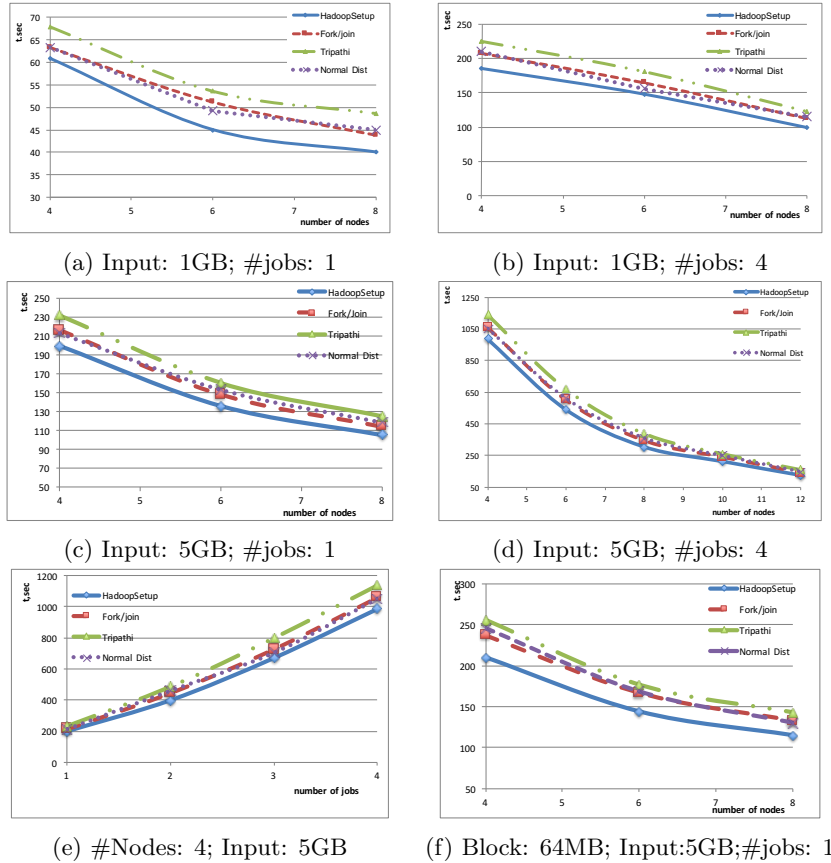 t.sec
70
65
60
55
50
45
40
35
30
4
5
6
7
8
number of nodes
HadoopSetup
Fork/join
Tripathi
Normal Dist
(a) Input: 1GB; #jobs: 1
t.sec
250
200
150
100
50
0
4
5
6
7
8
number of nodes
HadoopSetup
Fork/join
Tripathi
Normal Dist
(b) Input: 1GB; #jobs: 4
t.sec
250
230
210
190
170
150
130
110
90
70
50
4
5
6
7
8
number of nodes
HadoopSetup
Fork/Join
Tripathi
Normal Dist
(c) Input: 5GB; #jobs: 1
t.sec
1250
1050
850
650
450
250
50
4
5
6
7
8
9
10
11
12
number of nodes
HadoopSetup
Fork/Join
Tripathi
Normal Dist
(d) Input: 5GB; #jobs: 4
t,sec
1200
1000
800
600
400
200
0
1
2
3
4
number of jobs
HadoopSetup
Fork/join
Tripathi
Normal Dist
(e) #Nodes: 4; Input: 5GB
t.sec
300
250
200
150
100
50
4
5
6
7
8
number of nodes
HadoopSetup
Fork/join
Tripathi
Normal Dist
(f) Block: 64MB; Input:5GB;#jobs: 1